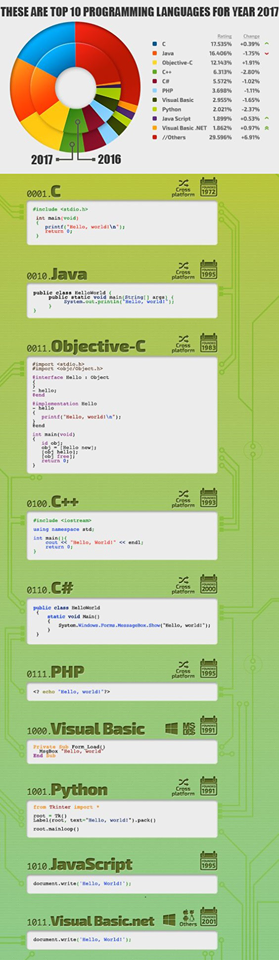 THESE ARE TOP 10 PROGRAMMING LANGUAGES FOR YEAR 2017
Rating Change
C 17.535% +0.39%
Java 16.406% -1.75%
Objective-C 12.143% +1.91%
C++ 6.313% -2.80%
C# 5.572% -1.02%
PHP 3.698% -1.11%
Visual Basic 2.955% -1.65%
Python 2.021% -2.37%
Java Script 1.899% +0.53%
Visual Basic .NET 1.862% +0.97%
//Others 29.596% +6.91%
2017 2016
0001.C
Cross platform
1972
#include <stdio.h>
int main(void)
{
printf("Hello, world!\n");
return 0;
}
0010.Java
Cross platform
1995
public class HelloWorld {
public static void main(String[] args) {
System.out.println("Hello, world!");
}
}
0011.Objective-C
Cross platform
1983
#import <stdio.h>
#import <objc/Object.h>
@interface Hello : Object
{
}
- hello
@end
@implementation Hello
- hello
{
printf("Hello, world!\n");
}
@end
int main(void)
{
id obj;
obj = [Hello new];
[obj hello];
[obj free];
return 0;
}
0100.C++
Cross platform
1983
#include <iostream>
using namespace std;
int main(){
cout << "Hello, World!" << endl;
return 0;
}
0110.C#
Cross platform
2000
public class HelloWorld
{
static void Main()
{
System.Windows.Forms.MessageBox.Show("Hello, world!");
}
}
0111.PHP
Cross platform
1995
<? echo "Hello, world!"?>
1000.Visual Basic
MS DOS
1991
Private Sub Form_Load()
MsgBox "Hello, World"
End Sub
1001.Python
Cross platform
1991
from Tkinter import *
root = Tk()
Label(root, text="Hello, world!").pack()
root.mainloop()
1010.JavaScript
1995
document.write('Hello, World!');
1011.Visual Basic.net
Others
2001
document.write('Hello, World!');